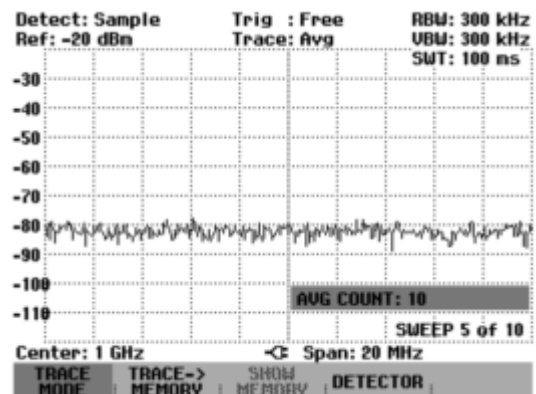 Detect: Sample Trig : Free RBW: 300 kHz
Ref: -20 dBm Trace: Avg VBW: 300 kHz
SWT: 100 ms
-30
-40
-50
-60
-70
-80
-90
-100
-110
AVG COUNT: 10
SWEEP 5 of 10
Center: 1 GHz Span: 20 MHz
TRACE MODE TRACE-> MEMORY SHOW MEMORY DETECTOR